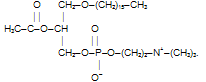 O CH₂–O–(CH₂)₁₅–CH₃
H₃C–C–O–CH O
CH₂–O–P–O–(CH₂)₂–N⁺–(CH₃)₃.
O⁻